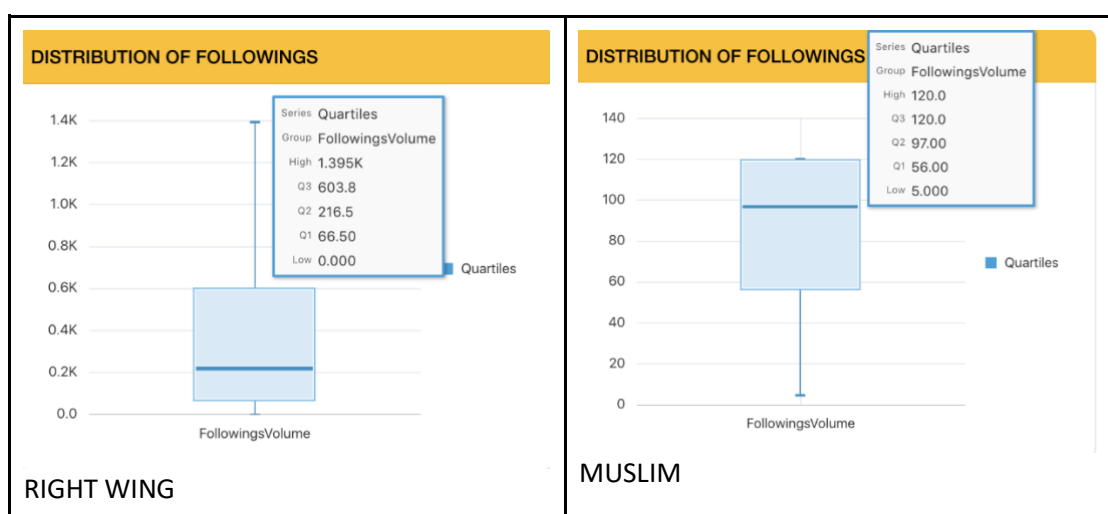 DISTRIBUTION OF FOLLOWINGS
Series Quartiles
Group FollowingsVolume
High 1.395K
Q3 603.8
Q2 216.5
Q1 66.50
Low 0.000
1.4K
1.2K
1.0K
0.8K
0.6K
0.4K
0.2K
0.0
FollowingsVolume
Quartiles
RIGHT WING
DISTRIBUTION OF FOLLOWINGS
Series Quartiles
Group FollowingsVolume
High 120.0
Q3 120.0
Q2 97.00
Q1 56.00
Low 5.000
140
120
100
80
60
40
20
0
FollowingsVolume
Quartiles
MUSLIM